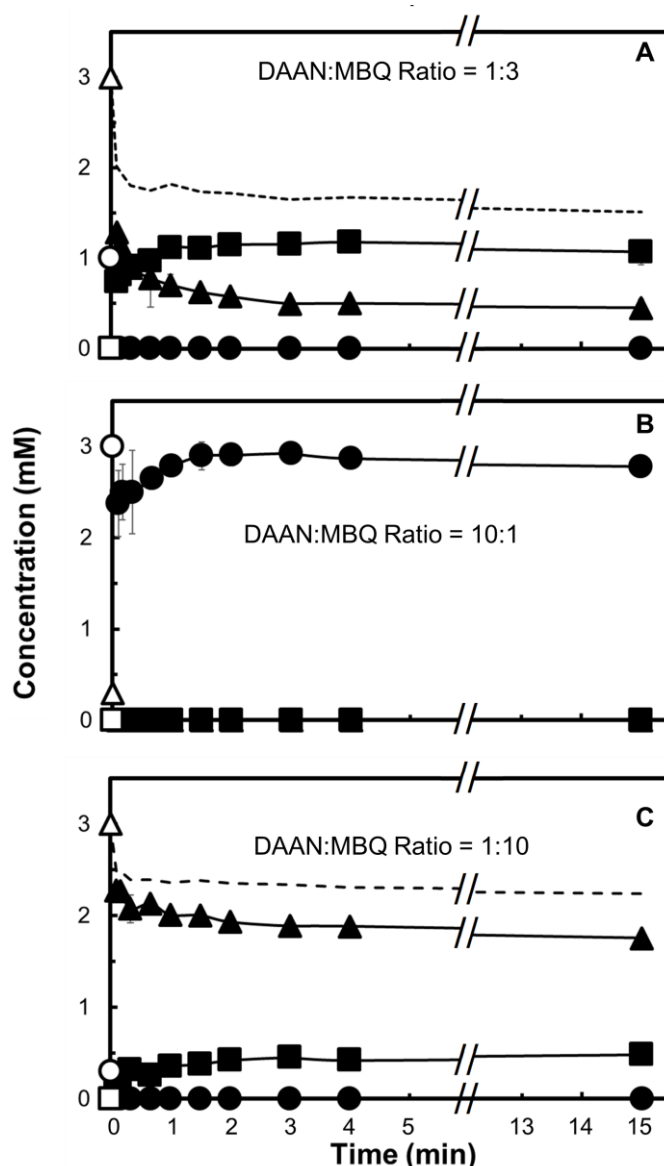 A
DAAN:MBQ Ratio = 1:3
3
2
1
0
B
3
DAAN:MBQ Ratio = 10:1
2
1
0
Concentration (mM)
C
DAAN:MBQ Ratio = 1:10
3
2
1
0
0 1 2 3 4 5 13 14 15
Time (min)